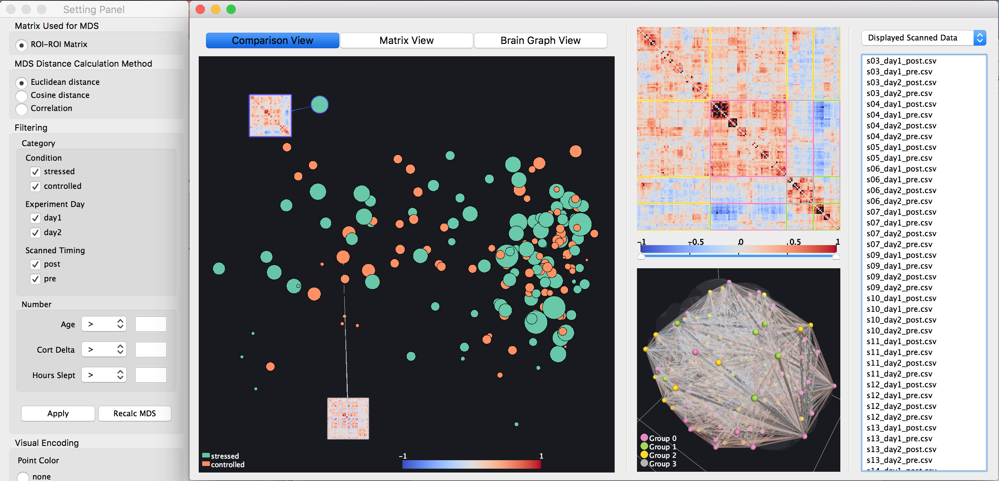 Setting Panel
Matrix Used for MDS
ROI-ROI Matrix
MDS Distance Calculation Method
Euclidean distance
Cosine distance
Correlation
Filtering
Category
Condition
stressed
controlled
Experiment Day
day1
day2
Scanned Timing
post
pre
Number
Age >
Cort Delta >
Hours Slept >
Apply Recalc MDS
Visual Encoding
Point Color
none
Comparison View Matrix View Brain Graph View
stressed
controlled
-1 1
-1 -0.5 0 0.5 1
Group 0
Group 1
Group 2
Group 3
Displayed Scanned Data
s03_day1_post.csv
s03_day1_pre.csv
s03_day2_post.csv
s03_day2_pre.csv
s04_day1_post.csv
s04_day1_pre.csv
s04_day2_post.csv
s04_day2_pre.csv
s05_day1_post.csv
s05_day1_pre.csv
s06_day1_post.csv
s06_day1_pre.csv
s06_day2_post.csv
s06_day2_pre.csv
s07_day1_post.csv
s07_day1_pre.csv
s07_day2_post.csv
s07_day2_pre.csv
s09_day1_post.csv
s09_day1_pre.csv
s09_day2_post.csv
s09_day2_pre.csv
s10_day1_post.csv
s10_day1_pre.csv
s10_day2_post.csv
s10_day2_pre.csv
s11_day1_post.csv
s11_day1_pre.csv
s11_day2_post.csv
s11_day2_pre.csv
s12_day1_post.csv
s12_day1_pre.csv
s12_day2_post.csv
s12_day2_pre.csv
s13_day1_post.csv
s13_day1_pre.csv
s13_day2_post.csv
s13_day2_pre.csv
s14_day1_post.csv